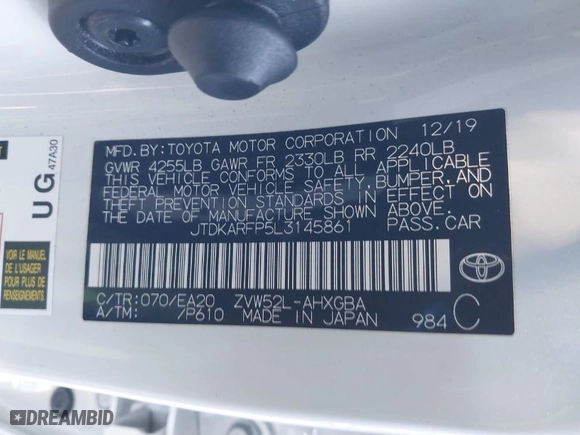 MFD. BY: TOYOTA MOTOR CORPORATION 12/19
GVWR 4255LB GAWR FR 2330LB RR 2240LB
THIS VEHICLE CONFORMS TO ALL APPLICABLE
FEDERAL MOTOR VEHICLE SAFETY, BUMPER, AND
THEFT PREVENTION STANDARDS IN EFFECT ON
THE DATE OF MANUFACTURE SHOWN ABOVE.
JTDKARFP5L3145861 PASS. CAR
C/TR: 070/EA20 ZVW52L-AHXGBA
A/TM: /P610 MADE IN JAPAN 984 C
TOYOTA
UG
47A30
VOIR LE MANUEL
DE L'USAGER
POUR PLUS DE
RENSEIGNEMENTS
DREAMBID